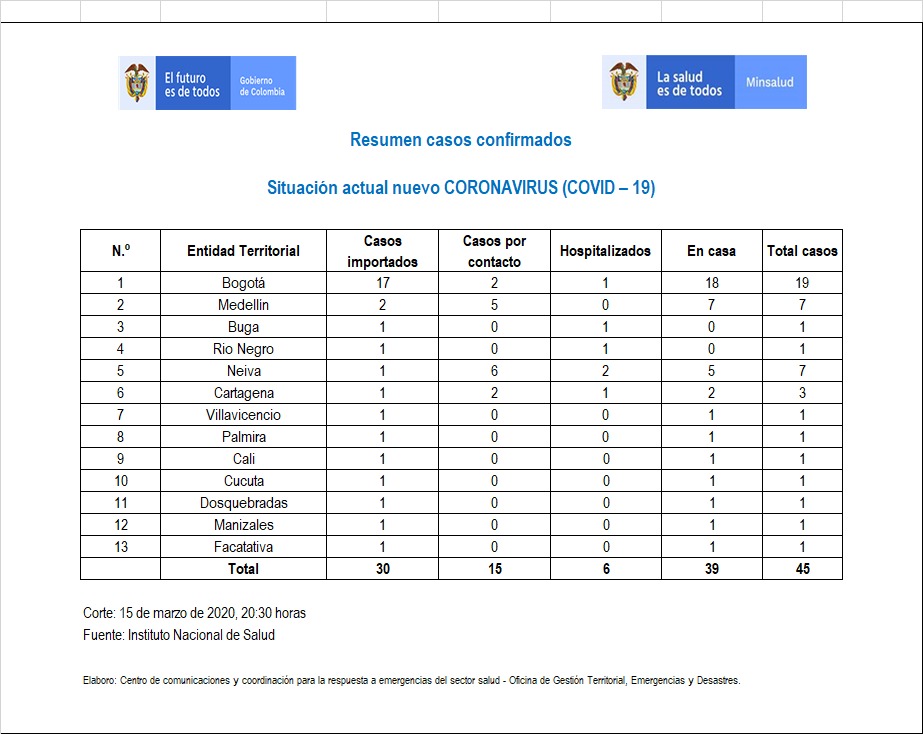 El futuro
es de todos
Gobierno
de Colombia
La salud
es de todos
Minsalud
Resumen casos confirmados
Situación actual nuevo CORONAVIRUS (COVID – 19)
N.º Entidad Territorial Casos importados Casos por contacto Hospitalizados En casa Total casos
1 Bogotá 17 2 1 18 19
2 Medellin 2 5 0 7 7
3 Buga 1 0 1 0 1
4 Rio Negro 1 0 1 0 1
5 Neiva 1 6 2 5 7
6 Cartagena 1 2 1 2 3
7 Villavicencio 1 0 0 1 1
8 Palmira 1 0 0 1 1
9 Cali 1 0 0 1 1
10 Cucuta 1 0 0 1 1
11 Dosquebradas 1 0 0 1 1
12 Manizales 1 0 0 1 1
13 Facatativa 1 0 0 1 1
Total 30 15 6 39 45
Corte: 15 de marzo de 2020, 20:30 horas
Fuente: Instituto Nacional de Salud
Elaboro: Centro de comunicaciones y coordinación para la respuesta a emergencias del sector salud - Oficina de Gestión Territorial, Emergencias y Desastres.